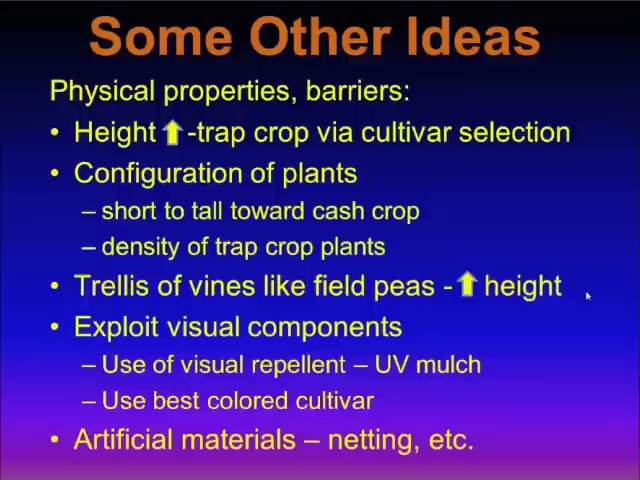 Some Other Ideas
Physical properties, barriers:
• Height ⬆-trap crop via cultivar selection
• Configuration of plants
– short to tall toward cash crop
– density of trap crop plants
• Trellis of vines like field peas - ⬆ height
• Exploit visual components
– Use of visual repellent – UV mulch
– Use best colored cultivar
• Artificial materials – netting, etc.